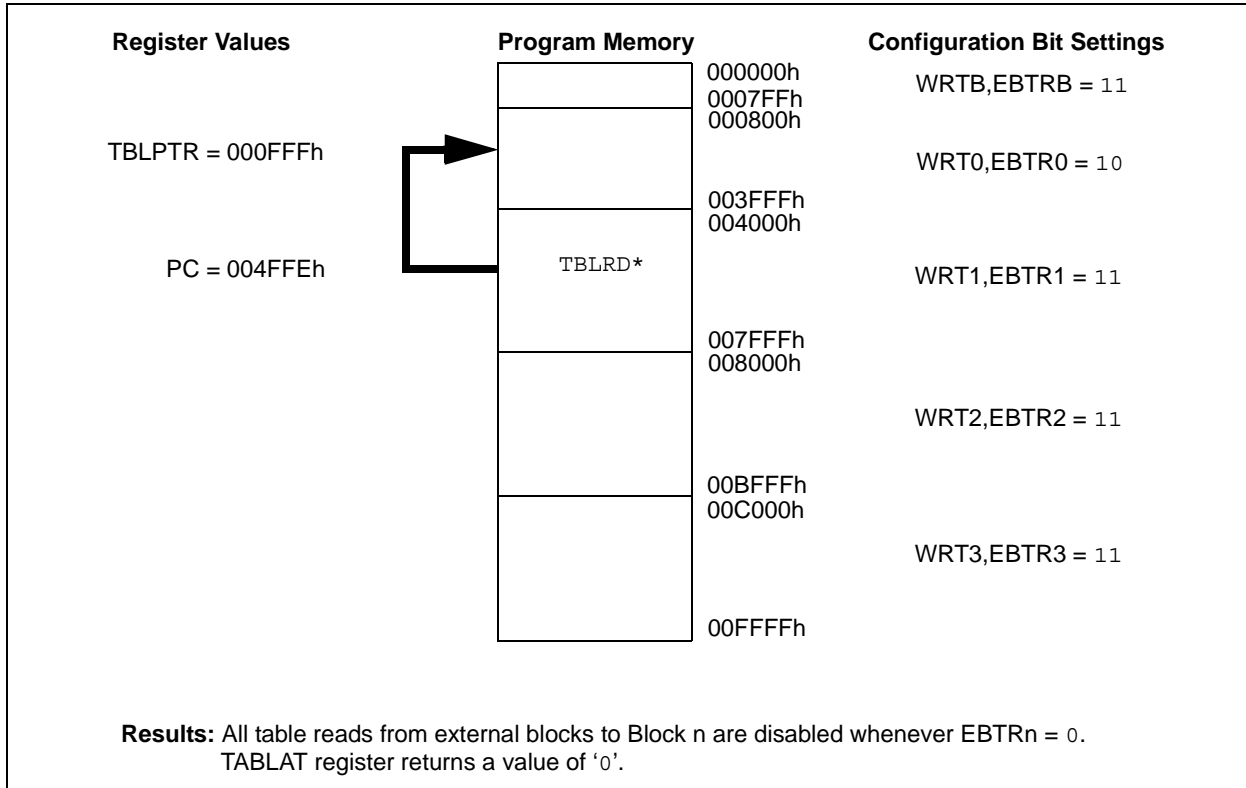 Register Values Program Memory Configuration Bit Settings
000000h
WRTB,EBTRB = 11
0007FFh
000800h
TBLPTR = 000FFFh
WRT0,EBTR0 = 10
003FFFh
004000h
PC = 004FFEh TBLRD* WRT1,EBTR1 = 11
007FFFh
008000h
WRT2,EBTR2 = 11
00BFFFh
00C000h
WRT3,EBTR3 = 11
00FFFFh
Results: All table reads from external blocks to Block n are disabled whenever EBTRn = 0.
TABLAT register returns a value of ‘0’.